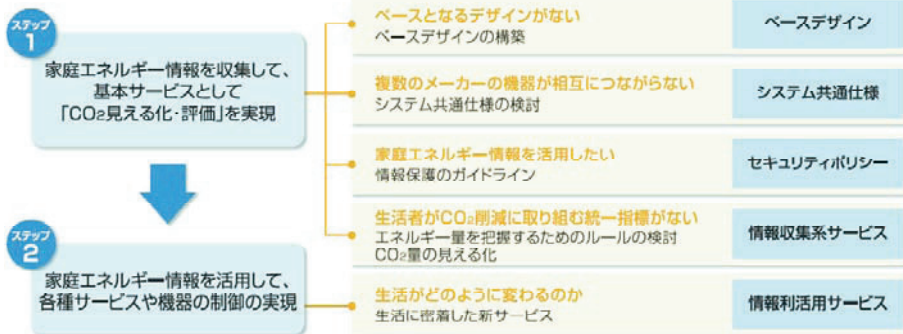 ステップ
1
家庭エネルギー情報を収集して、
基本サービスとして
「CO2見える化・評価」を実現
ベースとなるデザインがない
ベースデザインの構築
ベースデザイン
複数のメーカーの機器が相互につながらない
システム共通仕様の検討
システム共通仕様
家庭エネルギー情報を活用したい
情報保護のガイドライン
セキュリティポリシー
生活者がCO2削減に取り組む統一指標がない
エネルギー量を把握するためのルールの検討
CO2量の見える化
情報収集系サービス
ステップ
2
家庭エネルギー情報を活用して、
各種サービスや機器の制御の実現
生活がどのように変わるのか
生活に密着した新サービス
情報利活用サービス